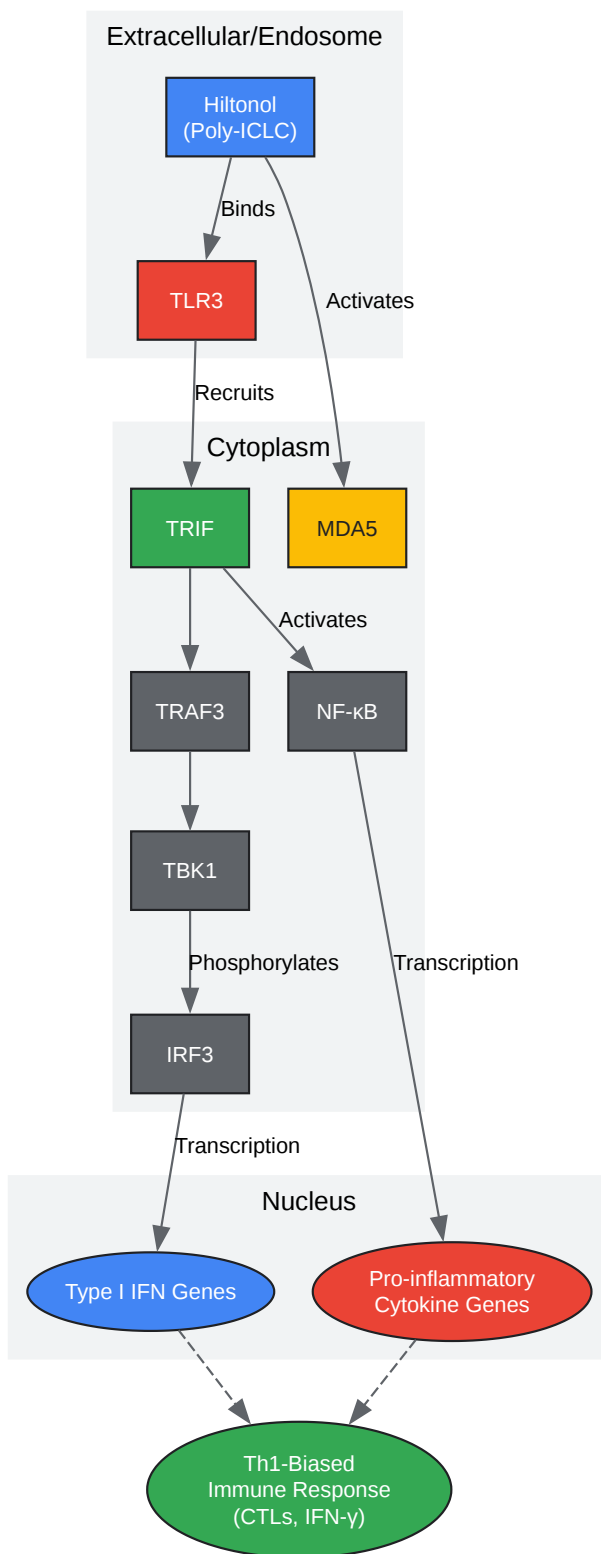 Extracellular/Endosome
Hiltonol
(Poly-ICLC)
Binds
TLR3
Activates
Recruits
Cytoplasm
TRIF
MDA5
Activates
TRAF3
NF-κB
TBK1
Phosphorylates
Transcription
IRF3
Transcription
Nucleus
Type I IFN Genes
Pro-inflammatory
Cytokine Genes
Th1-Biased
Immune Response
(CTLs, IFN-γ)